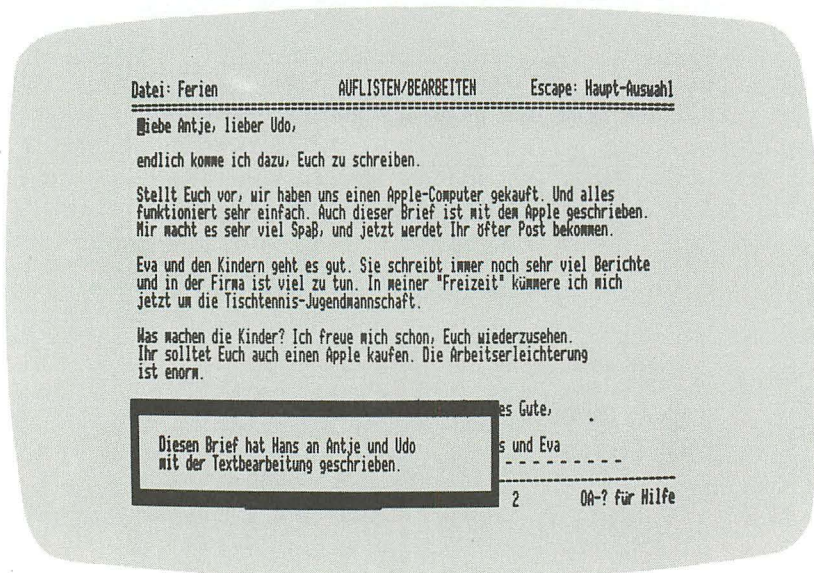 Datei: Ferien AUFLISTEN/BEARBEITEN Escape: Haupt-Auswahl
iebe Antje, lieber Udo,
endlich komme ich dazu, Euch zu schreiben.
Stellt Euch vor, wir haben uns einen Apple-Computer gekauft. Und alles
funktioniert sehr einfach. Auch dieser Brief ist mit dem Apple geschrieben.
Mir macht es sehr viel Spaß, und jetzt werdet Ihr öfter Post bekommen.
Eva und den Kindern geht es gut. Sie schreibt immer noch sehr viel Berichte
und in der Firma ist viel zu tun. In meiner "Freizeit" kümmere ich mich
jetzt um die Tischtennis-Jugendmannschaft.
Was machen die Kinder? Ich freue mich schon, Euch wiederzusehen.
Ihr solltet Euch auch einen Apple kaufen. Die Arbeitserleichterung
ist enorm.
es Gute,
s und Eva
Diesen Brief hat Hans an Antje und Udo
mit der Textbearbeitung geschrieben.
2 OA-? für Hilfe